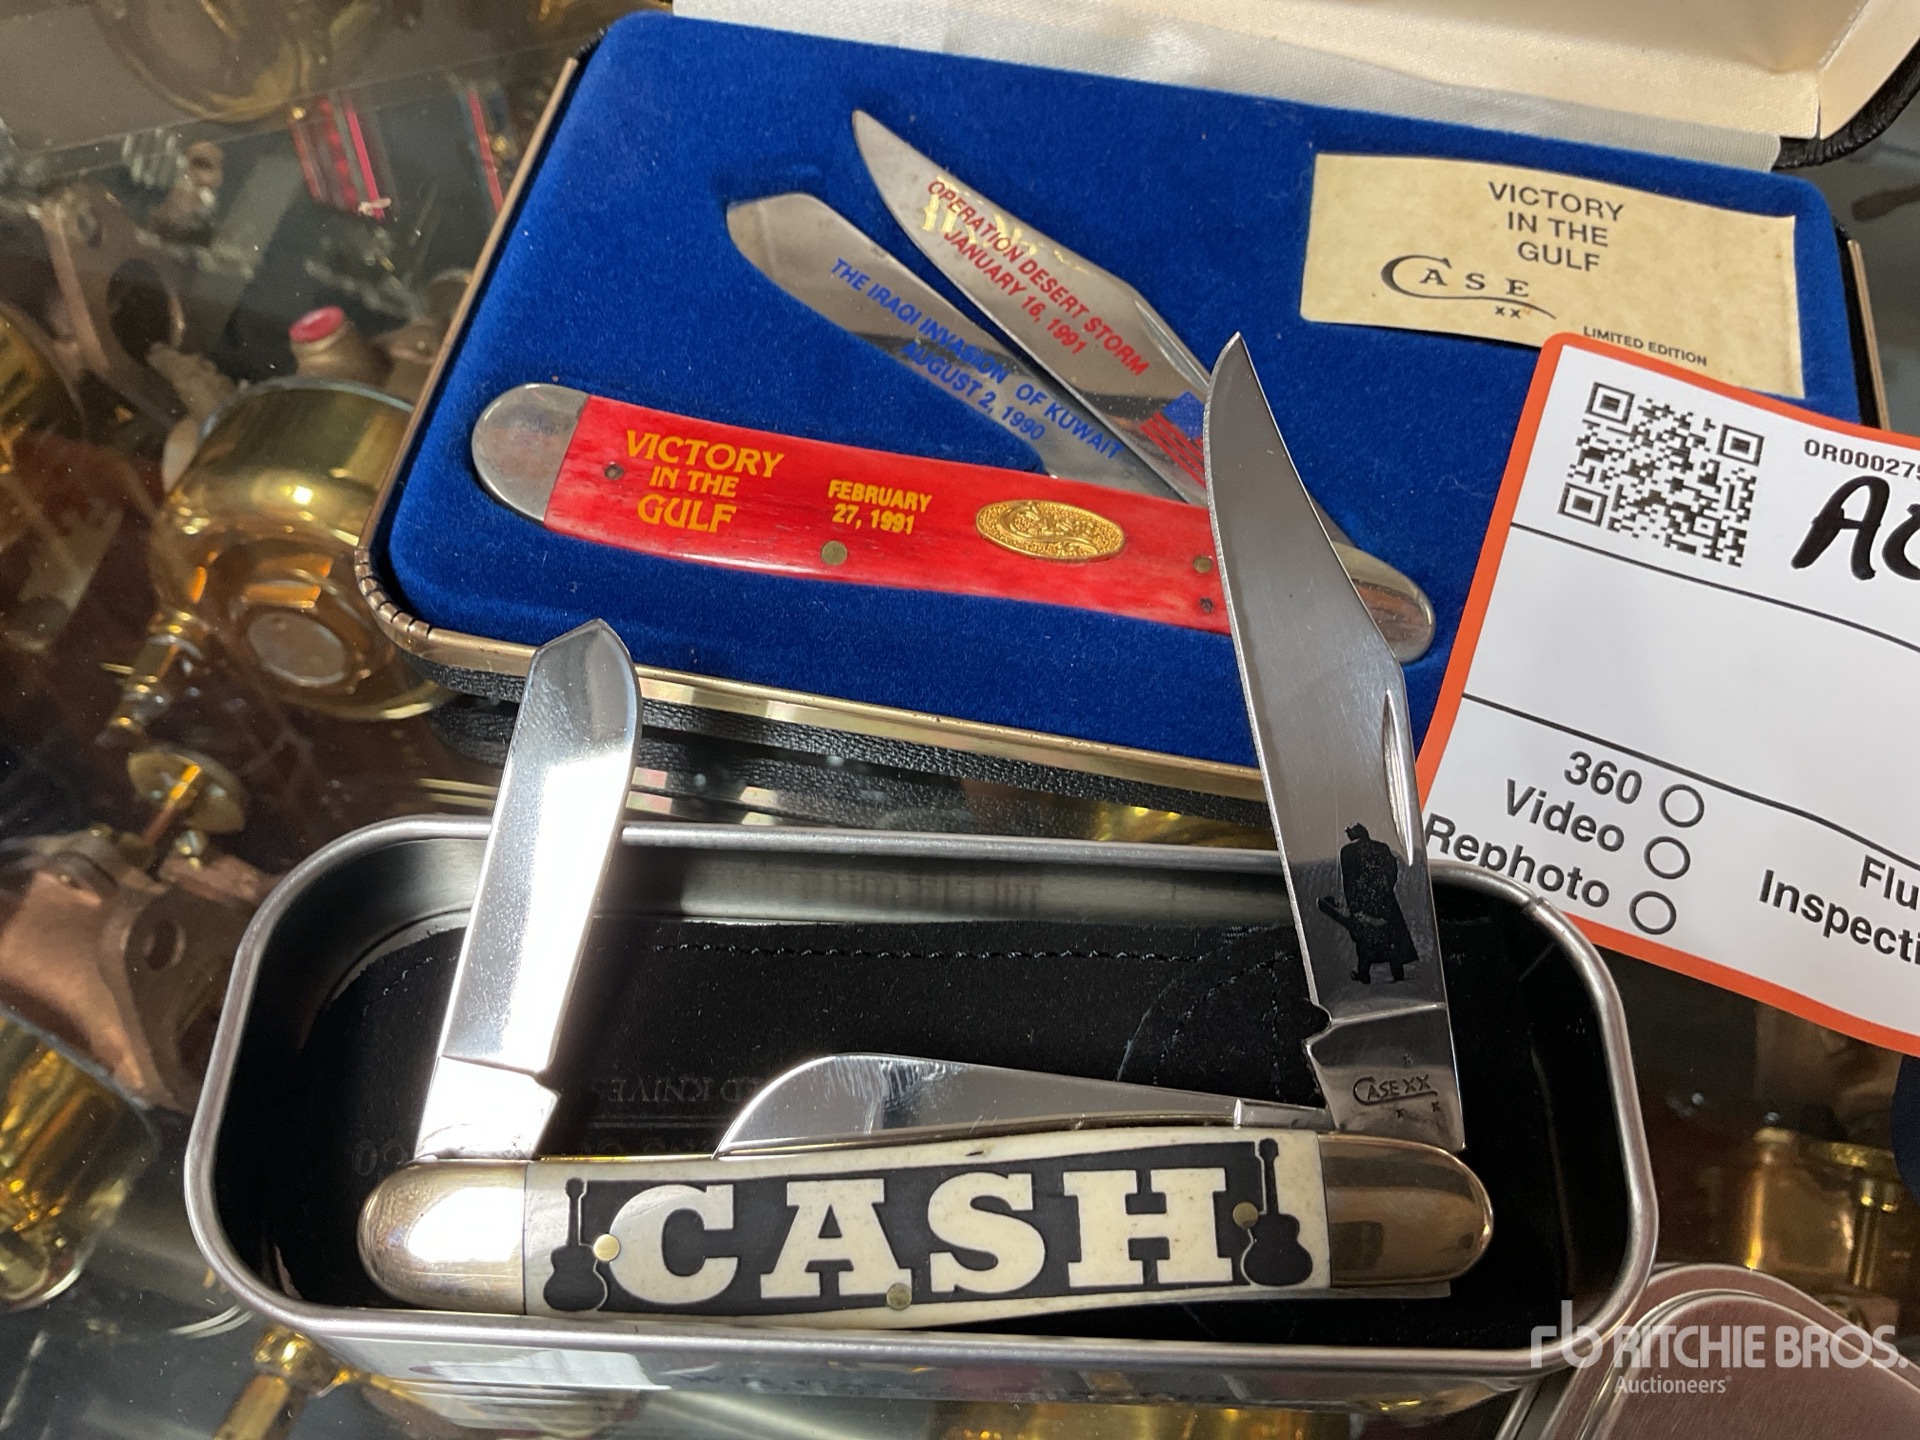 VICTORY
IN THE
GULF
CASE
XX
LIMITED EDITION
OPERATION DESERT STORM
JANUARY 16, 1991
THE IRAQI INVASION OF KUWAIT
AUGUST 2, 1990
VICTORY
IN THE
GULF
FEBRUARY
27, 1991
360
Video
Rephoto
CASE XX
CASH
rb RITCHIE BROS.
Auctioneers